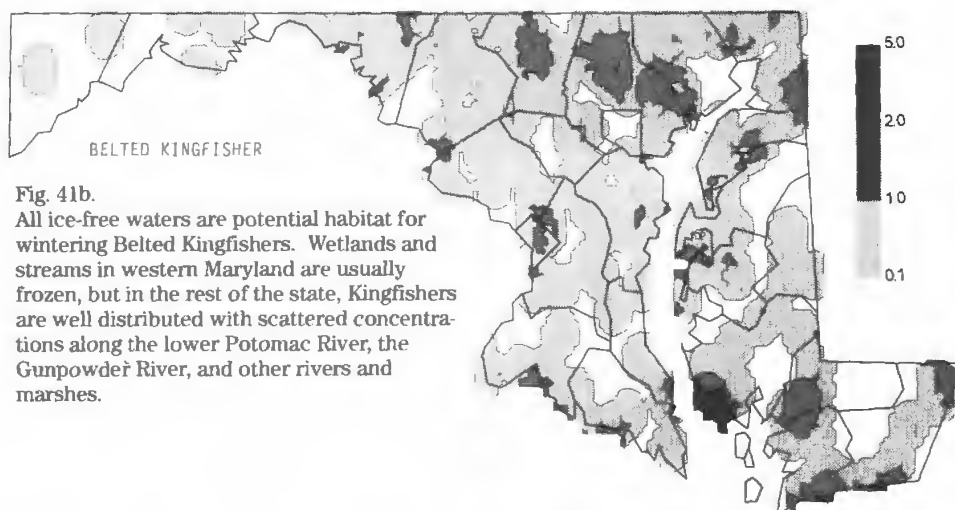 BELTED KINGFISHER
Fig. 41b.
All ice-free waters are potential habitat for
wintering Belted Kingfishers. Wetlands and
streams in western Maryland are usually
frozen, but in the rest of the state, Kingfishers
are well distributed with scattered concentra-
tions along the lower Potomac River, the
Gunpowder River, and other rivers and
marshes.
5.0
2.0
1.0
0.1